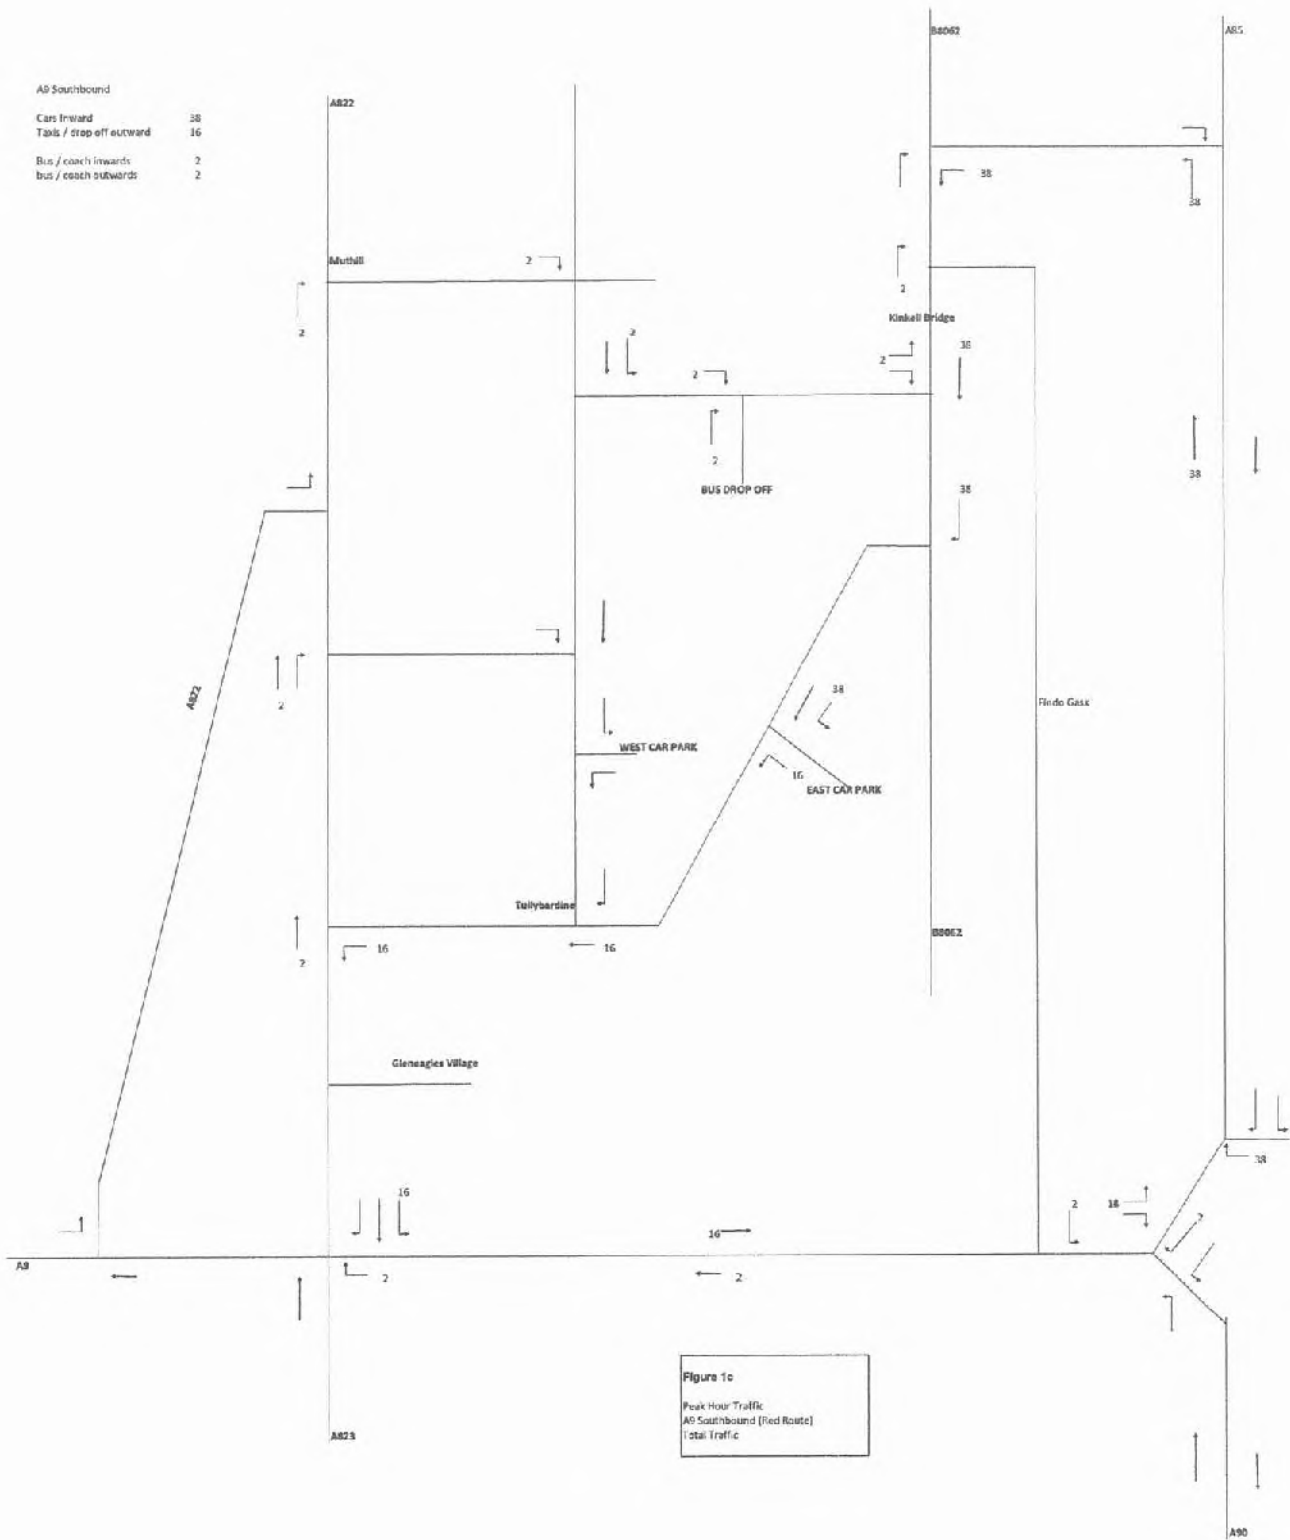 B8062
A85
A9 Southbound
A822
Cars Inward 38
Taxis / drop off outward 16
Bus / coach inwards 2
bus / coach outwards 2
38
38
Muthill
2
2
Kinkell Bridge
2
2
38
2
2
38
2
38
BUS DROP OFF
A822
38
Findo Gask
2
WEST CAR PARK
16
EAST CAR PARK
Tullybardine
B8062
16
16
2
Gleneagles Village
38
16
2
2
16
A9
2
2
Figure 1c
Peak Hour Traffic
A9 Southbound (Red Route)
Total Traffic
A823
A90